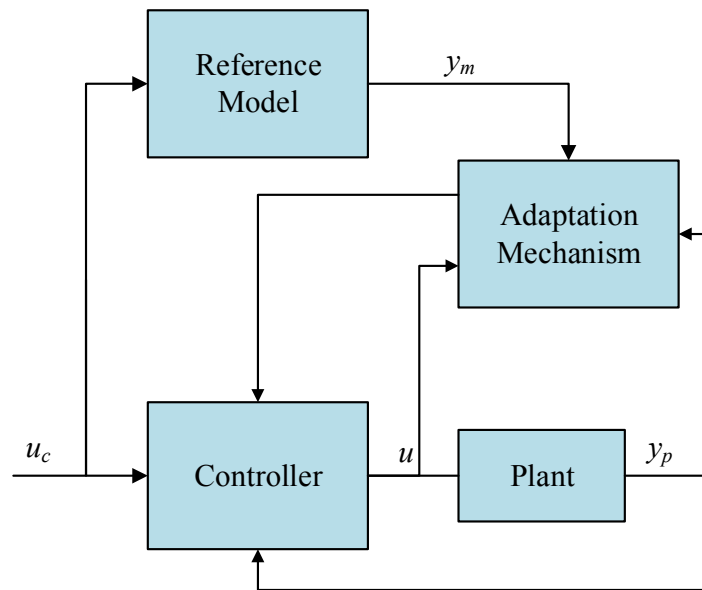 Reference
Model
y_m
Adaptation
Mechanism
u_c
Controller
u
Plant
y_p